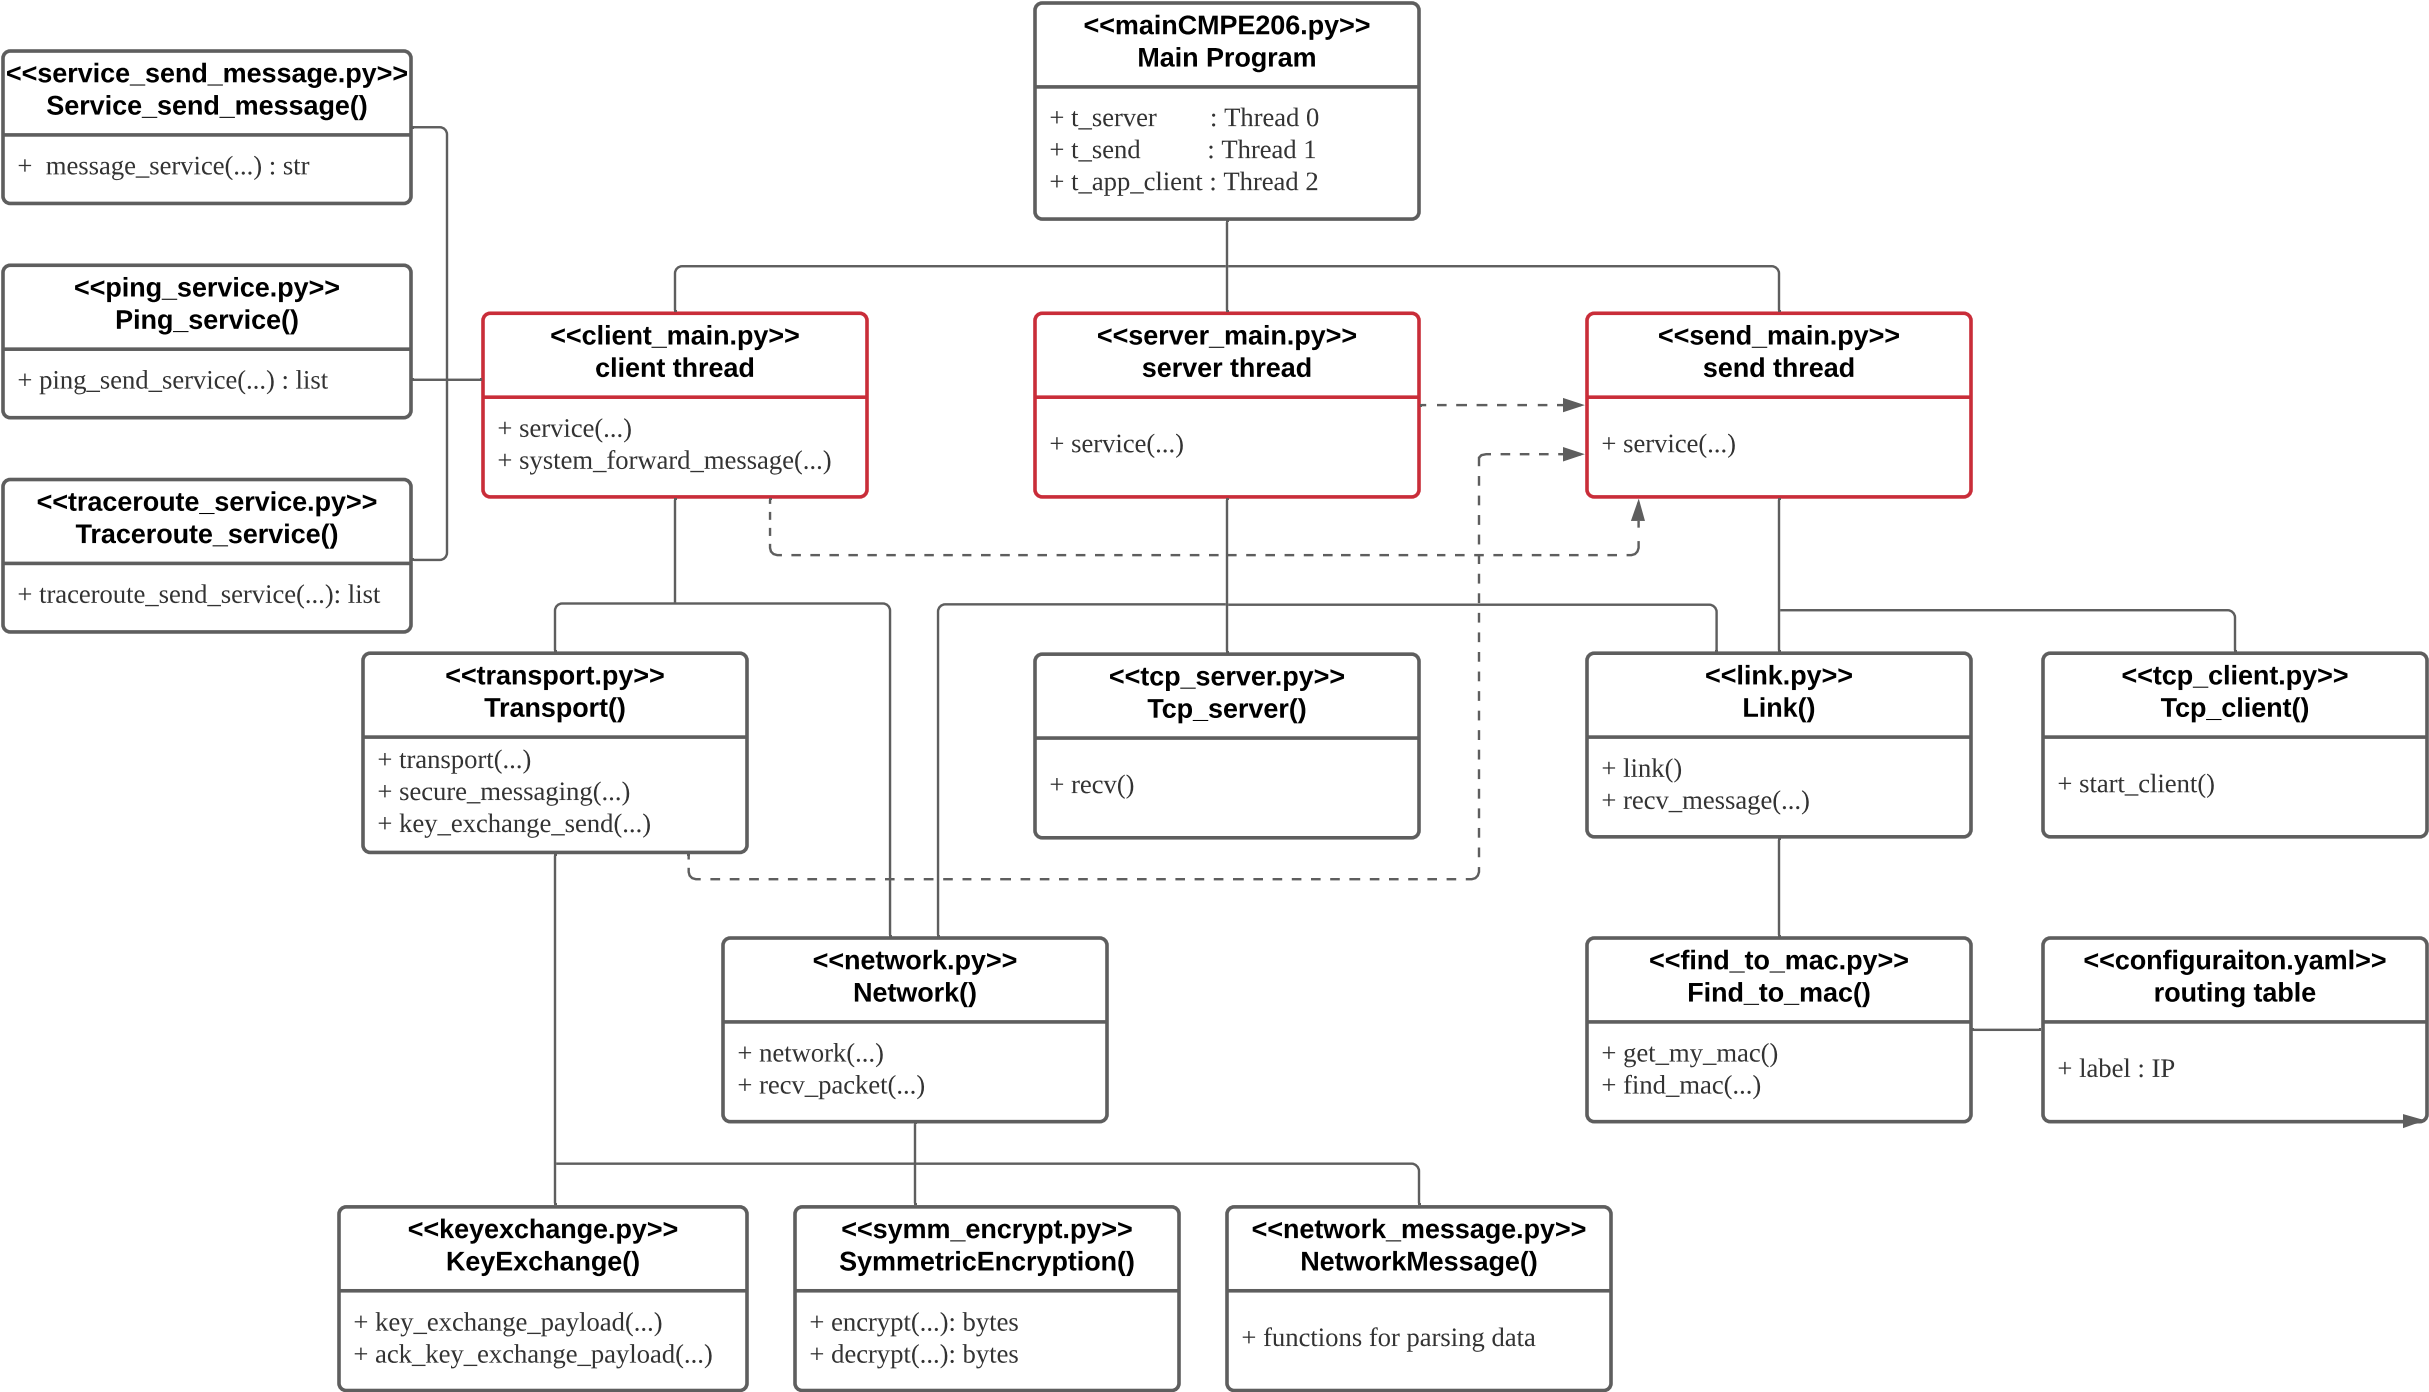 <<mainCMPE206.py>>
Main Program
+ t_server : Thread 0
+ t_send : Thread 1
+ t_app_client : Thread 2
<<service_send_message.py>>
Service_send_message()
+ message_service(...) : str
<<ping_service.py>>
Ping_service()
+ ping_send_service(...) : list
<<traceroute_service.py>>
Traceroute_service()
+ traceroute_send_service(...): list
<<client_main.py>>
client thread
+ service(...)
+ system_forward_message(...)
<<server_main.py>>
server thread
+ service(...)
<<send_main.py>>
send thread
+ service(...)
<<transport.py>>
Transport()
+ transport(...)
+ secure_messaging(...)
+ key_exchange_send(...)
<<tcp_server.py>>
Tcp_server()
+ recv()
<<link.py>>
Link()
+ link()
+ recv_message(...)
<<tcp_client.py>>
Tcp_client()
+ start_client()
<<network.py>>
Network()
+ network(...)
+ recv_packet(...)
<<find_to_mac.py>>
Find_to_mac()
+ get_my_mac()
+ find_mac(...)
<<configuraiton.yaml>>
routing table
+ label : IP
<<keyexchange.py>>
KeyExchange()
+ key_exchange_payload(...)
+ ack_key_exchange_payload(...)
<<symm_encrypt.py>>
SymmetricEncryption()
+ encrypt(...): bytes
+ decrypt(...): bytes
<<network_message.py>>
NetworkMessage()
+ functions for parsing data